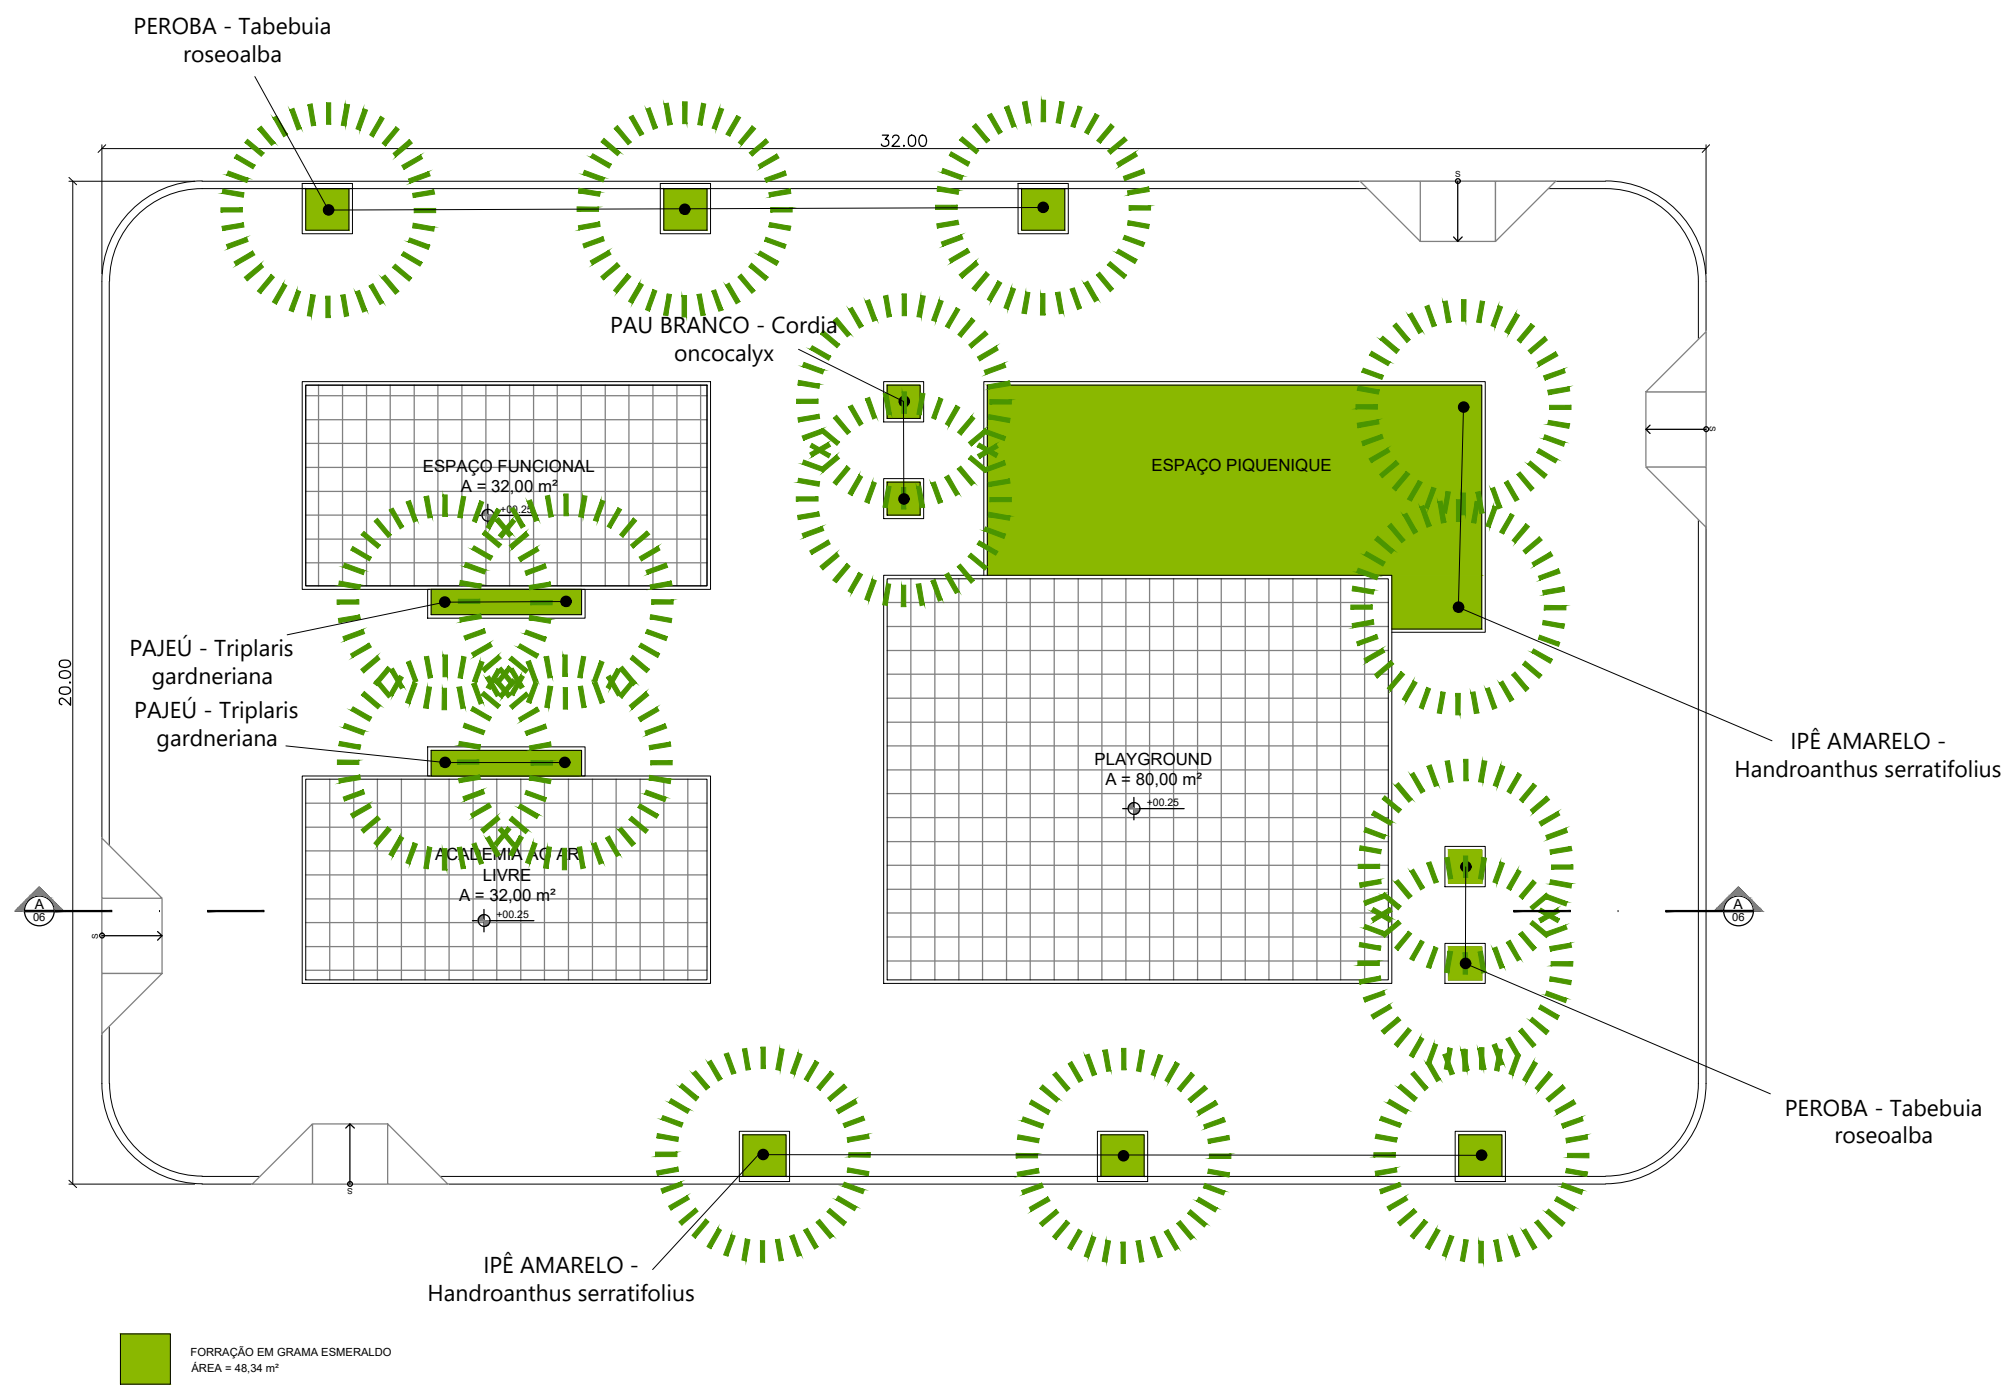 PEROBA - Tabebuia
roseoalba
32.00
S
PAU BRANCO - Cordia
oncocalyx
S
ESPAÇO FUNCIONAL
A = 32,00 m²
+00.25
ESPAÇO PIQUENIQUE
PAJEÚ - Triplaris
gardneriana
20.00
PAJEÚ - Triplaris
gardneriana
IPÊ AMARELO -
Handroanthus serratifolius
PLAYGROUND
A = 80,00 m²
+00.25
ACADEMIA AO AR
LIVRE
A = 32,00 m²
+00.25
A
06
A
06
S
PEROBA - Tabebuia
roseoalba
S
IPÊ AMARELO -
Handroanthus serratifolius
FORRAÇÃO EM GRAMA ESMERALDO
ÁREA = 48,34 m²